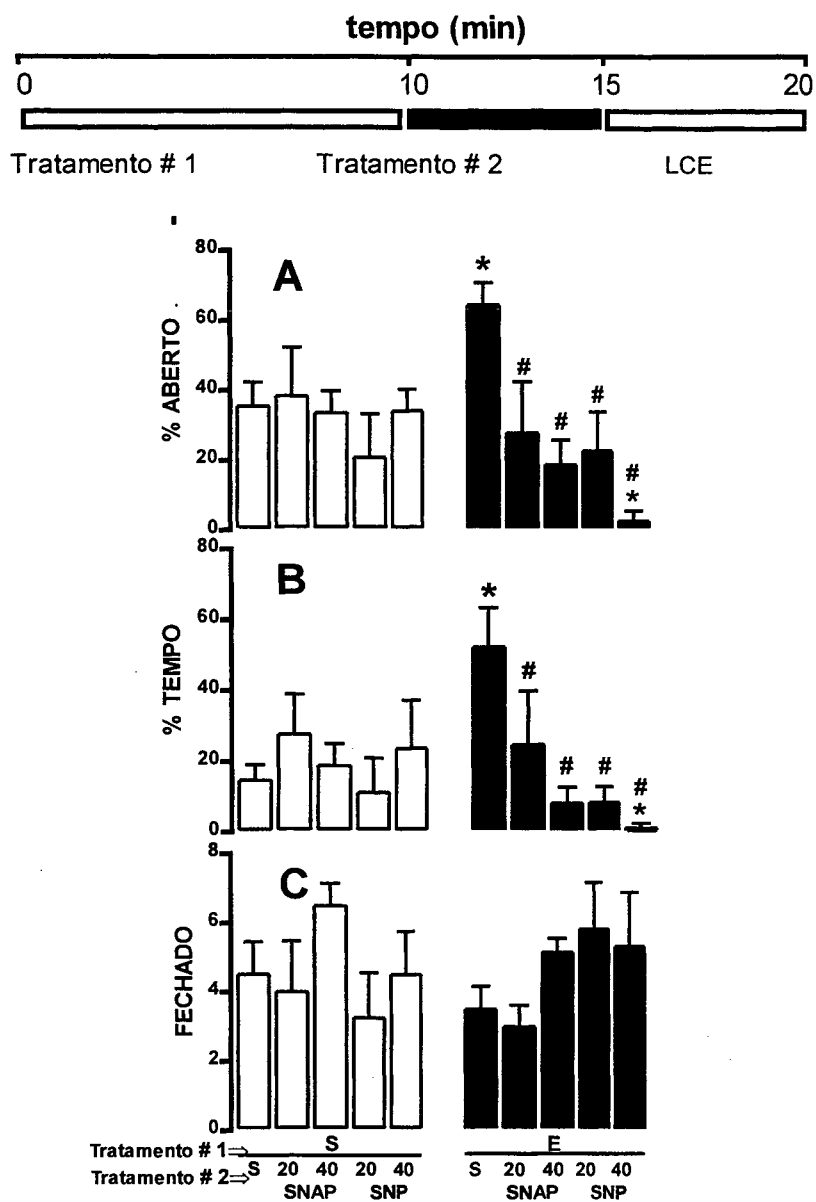 tempo (min)
0 10 15 20
Tratamento # 1 Tratamento # 2 LCE
A
% ABERTO
80
60
40
20
0
*
#
#
#
#
*
B
% TEMPO
80
60
40
20
0
*
#
#
#
#
*
C
FECHADO
8
6
4
2
0
Tratamento # 1⇒ S E
Tratamento # 2⇒ S 20 40 20 40 S 20 40 20 40
SNAP SNP SNAP SNP